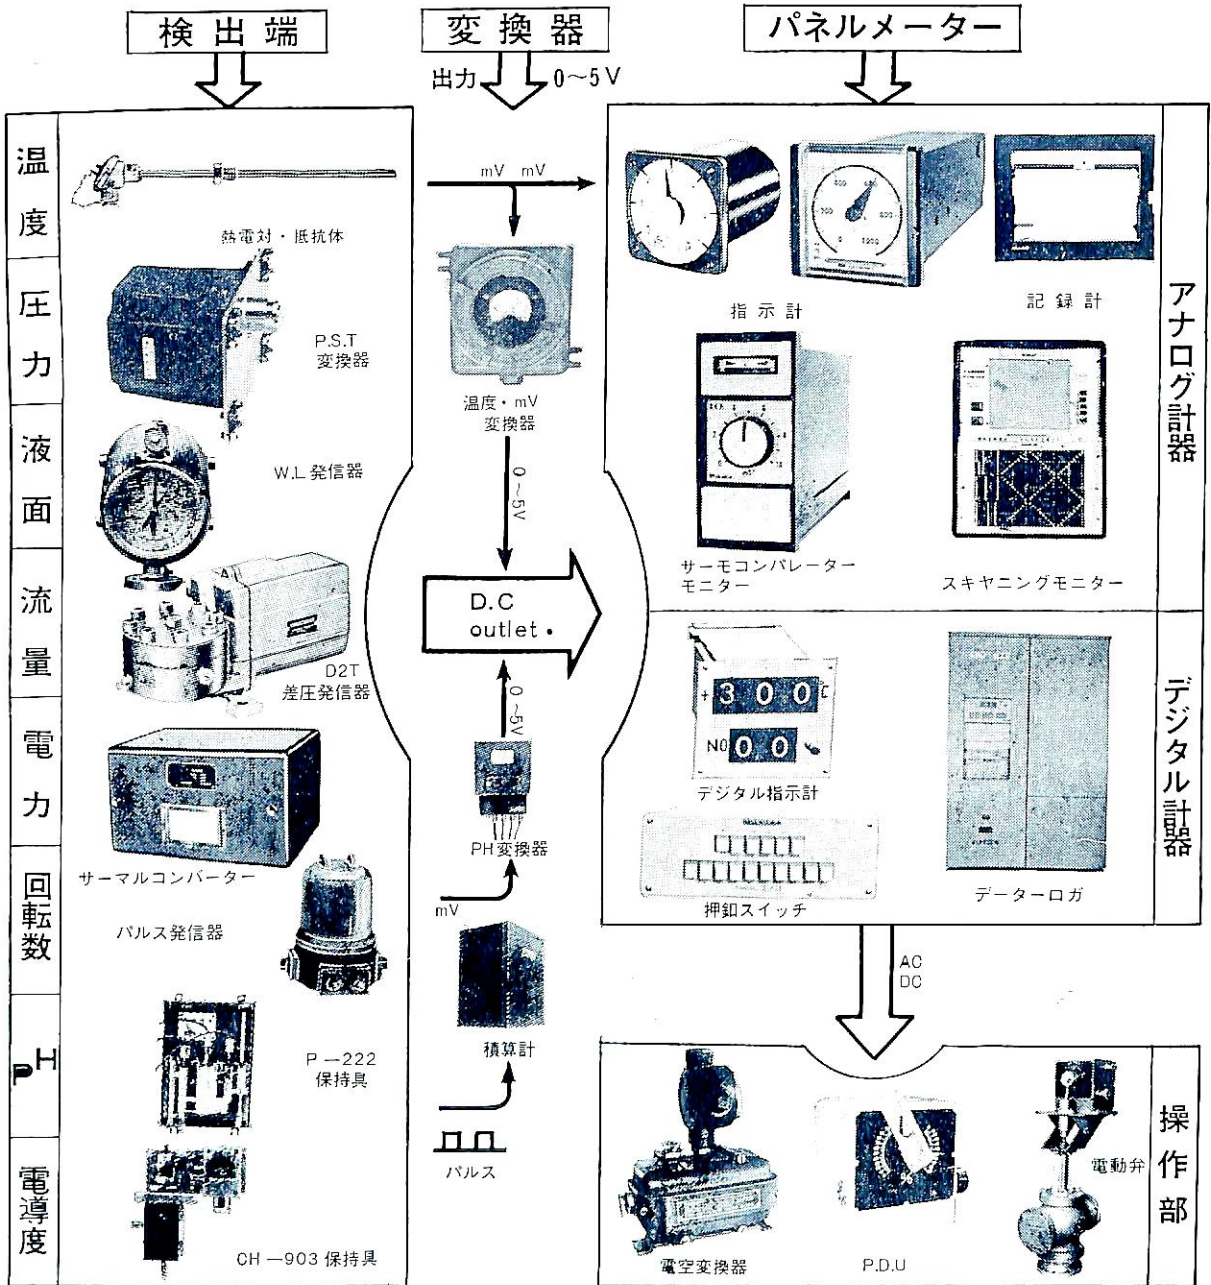 検出端
変換器
パネルメーター
出力 0〜5V
温度
圧力
液面
流量
電力
回転数
PH
電導度
熱電対・抵抗体
P.S.T
変換器
W.L 発信器
D2T
差圧発信器
サーマルコンバーター
パルス発信器
P—222
保持具
CH—903 保持具
mV mV
温度・mV
変換器
0〜5V
D.C
outlet.
0〜5V
PH変換器
mV
積算計
パルス
指示計
記録計
サーモコンパレーター
モニター
スキヤニングモニター
アナログ計器
+300C
NO00
デジタル指示計
押釦スイッチ
データーロガ
デジタル計器
AC
DC
電空変換器
P.D.U
電動弁
操作部